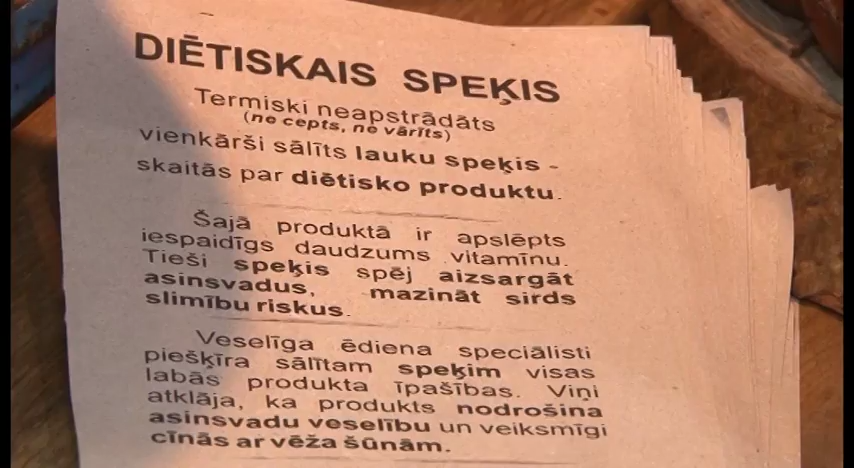 DIĒTISKAIS SPEĶIS
Termiski neapstrādāts
(ne cepts, ne vārīts)
vienkārši sālīts lauku speķis -
skaitās par diētisko produktu.
Šajā produktā ir apslēpts
iespaidīgs daudzums vitamīnu.
Tieši speķis spēj aizsargāt
asinsvadus, mazināt sirds
slimību riskus.
Veselīga ēdiena speciālisti
piešķīra sālītam speķim visas
labās produkta īpašības. Viņi
atklāja, ka produkts nodrošina
asinsvadu veselību un veiksmīgi
cīnās ar vēža šūnām.